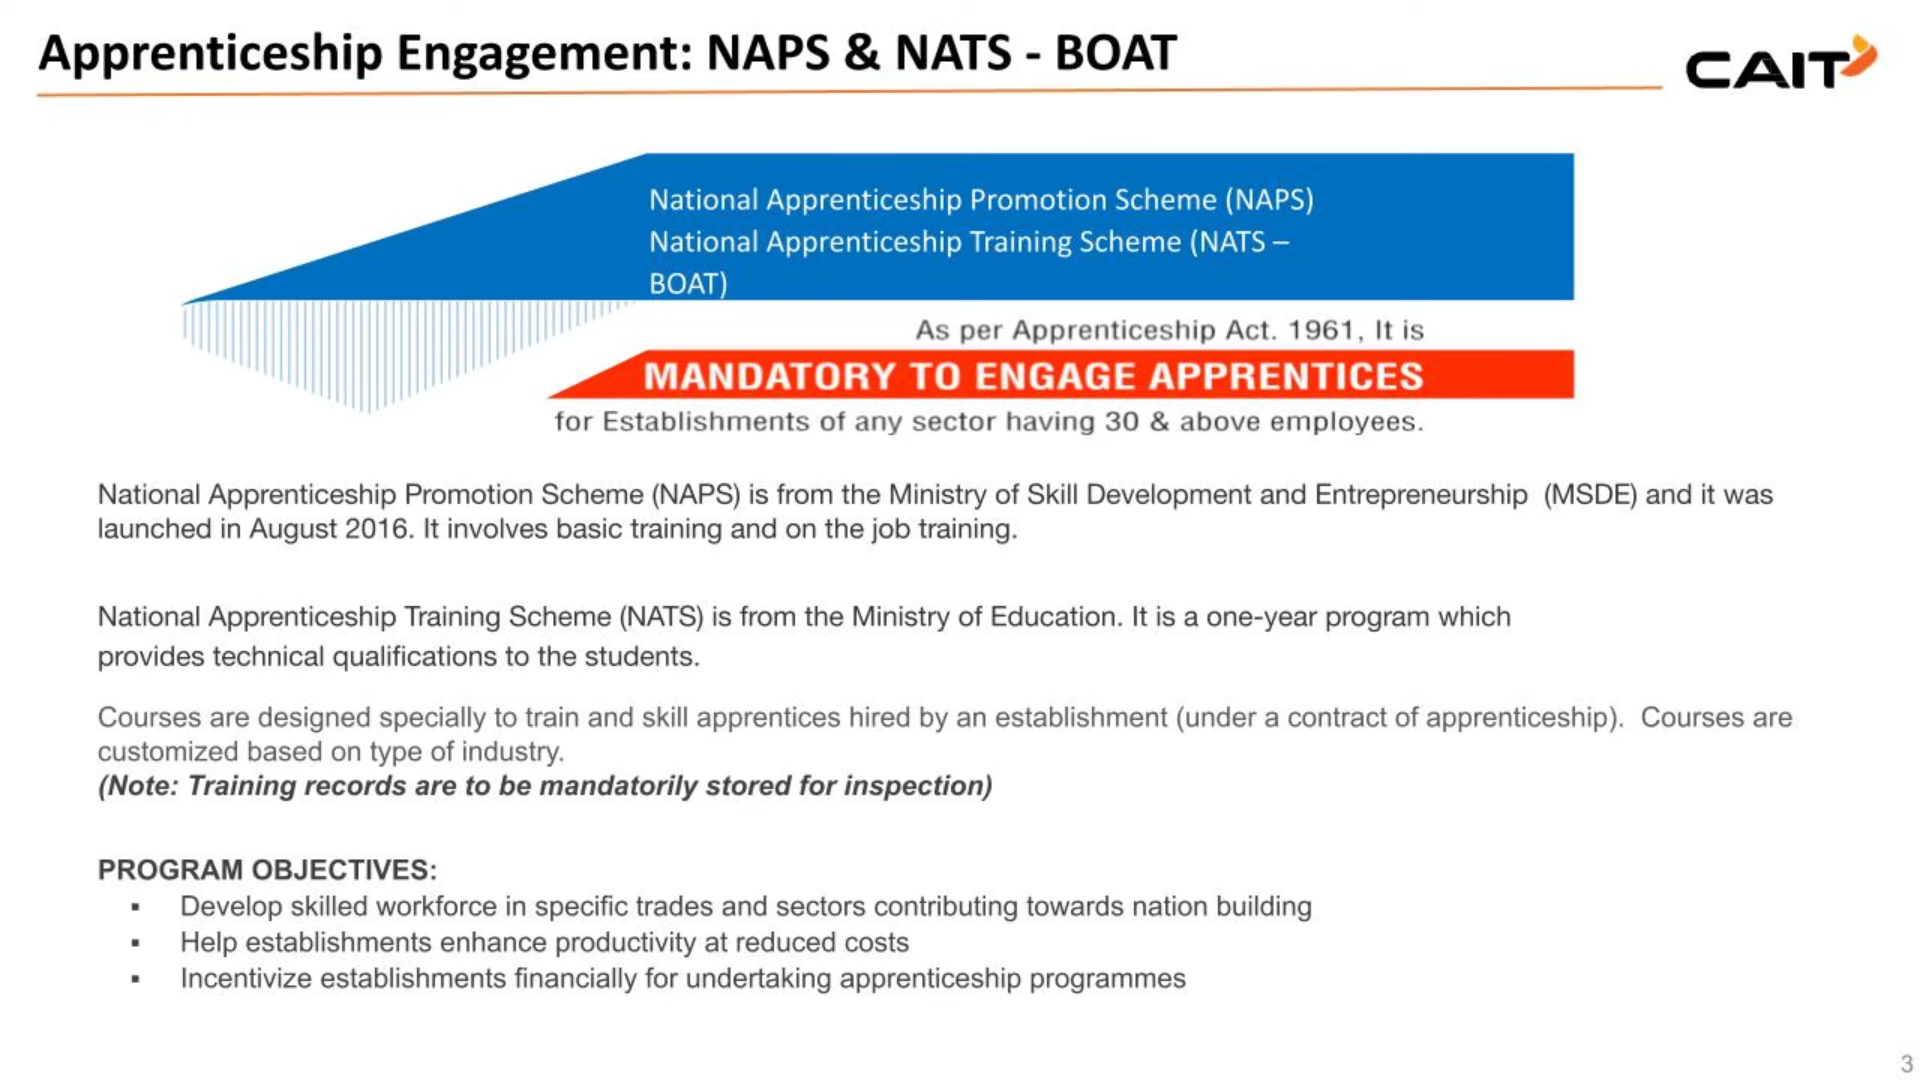 Apprenticeship Engagement: NAPS & NATS - BOAT
CAIT
National Apprenticeship Promotion Scheme (NAPS)
National Apprenticeship Training Scheme (NATS –
BOAT)
As per Apprenticeship Act. 1961, It is
MANDATORY TO ENGAGE APPRENTICES
for Establishments of any sector having 30 & above employees.
National Apprenticeship Promotion Scheme (NAPS) is from the Ministry of Skill Development and Entrepreneurship (MSDE) and it was
launched in August 2016. It involves basic training and on the job training.
National Apprenticeship Training Scheme (NATS) is from the Ministry of Education. It is a one-year program which
provides technical qualifications to the students.
Courses are designed specially to train and skill apprentices hired by an establishment (under a contract of apprenticeship). Courses are
customized based on type of industry.
(Note: Training records are to be mandatorily stored for inspection)
PROGRAM OBJECTIVES:
▪ Develop skilled workforce in specific trades and sectors contributing towards nation building
▪ Help establishments enhance productivity at reduced costs
▪ Incentivize establishments financially for undertaking apprenticeship programmes
3